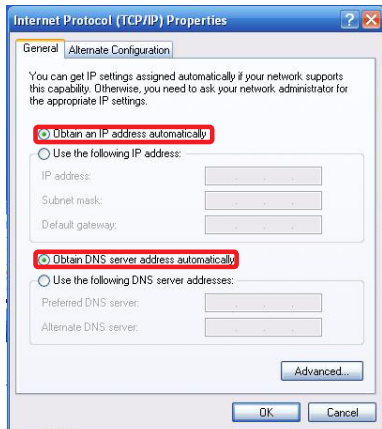 Internet Protocol (TCP/IP) Properties
General Alternate Configuration
You can get IP settings assigned automatically if your network supports
this capability. Otherwise, you need to ask your network administrator for
the appropriate IP settings.
Obtain an IP address automatically
Use the following IP address:
IP address:
Subnet mask:
Default gateway:
Obtain DNS server address automatically
Use the following DNS server addresses:
Preferred DNS server:
Alternate DNS server:
Advanced...
OK Cancel